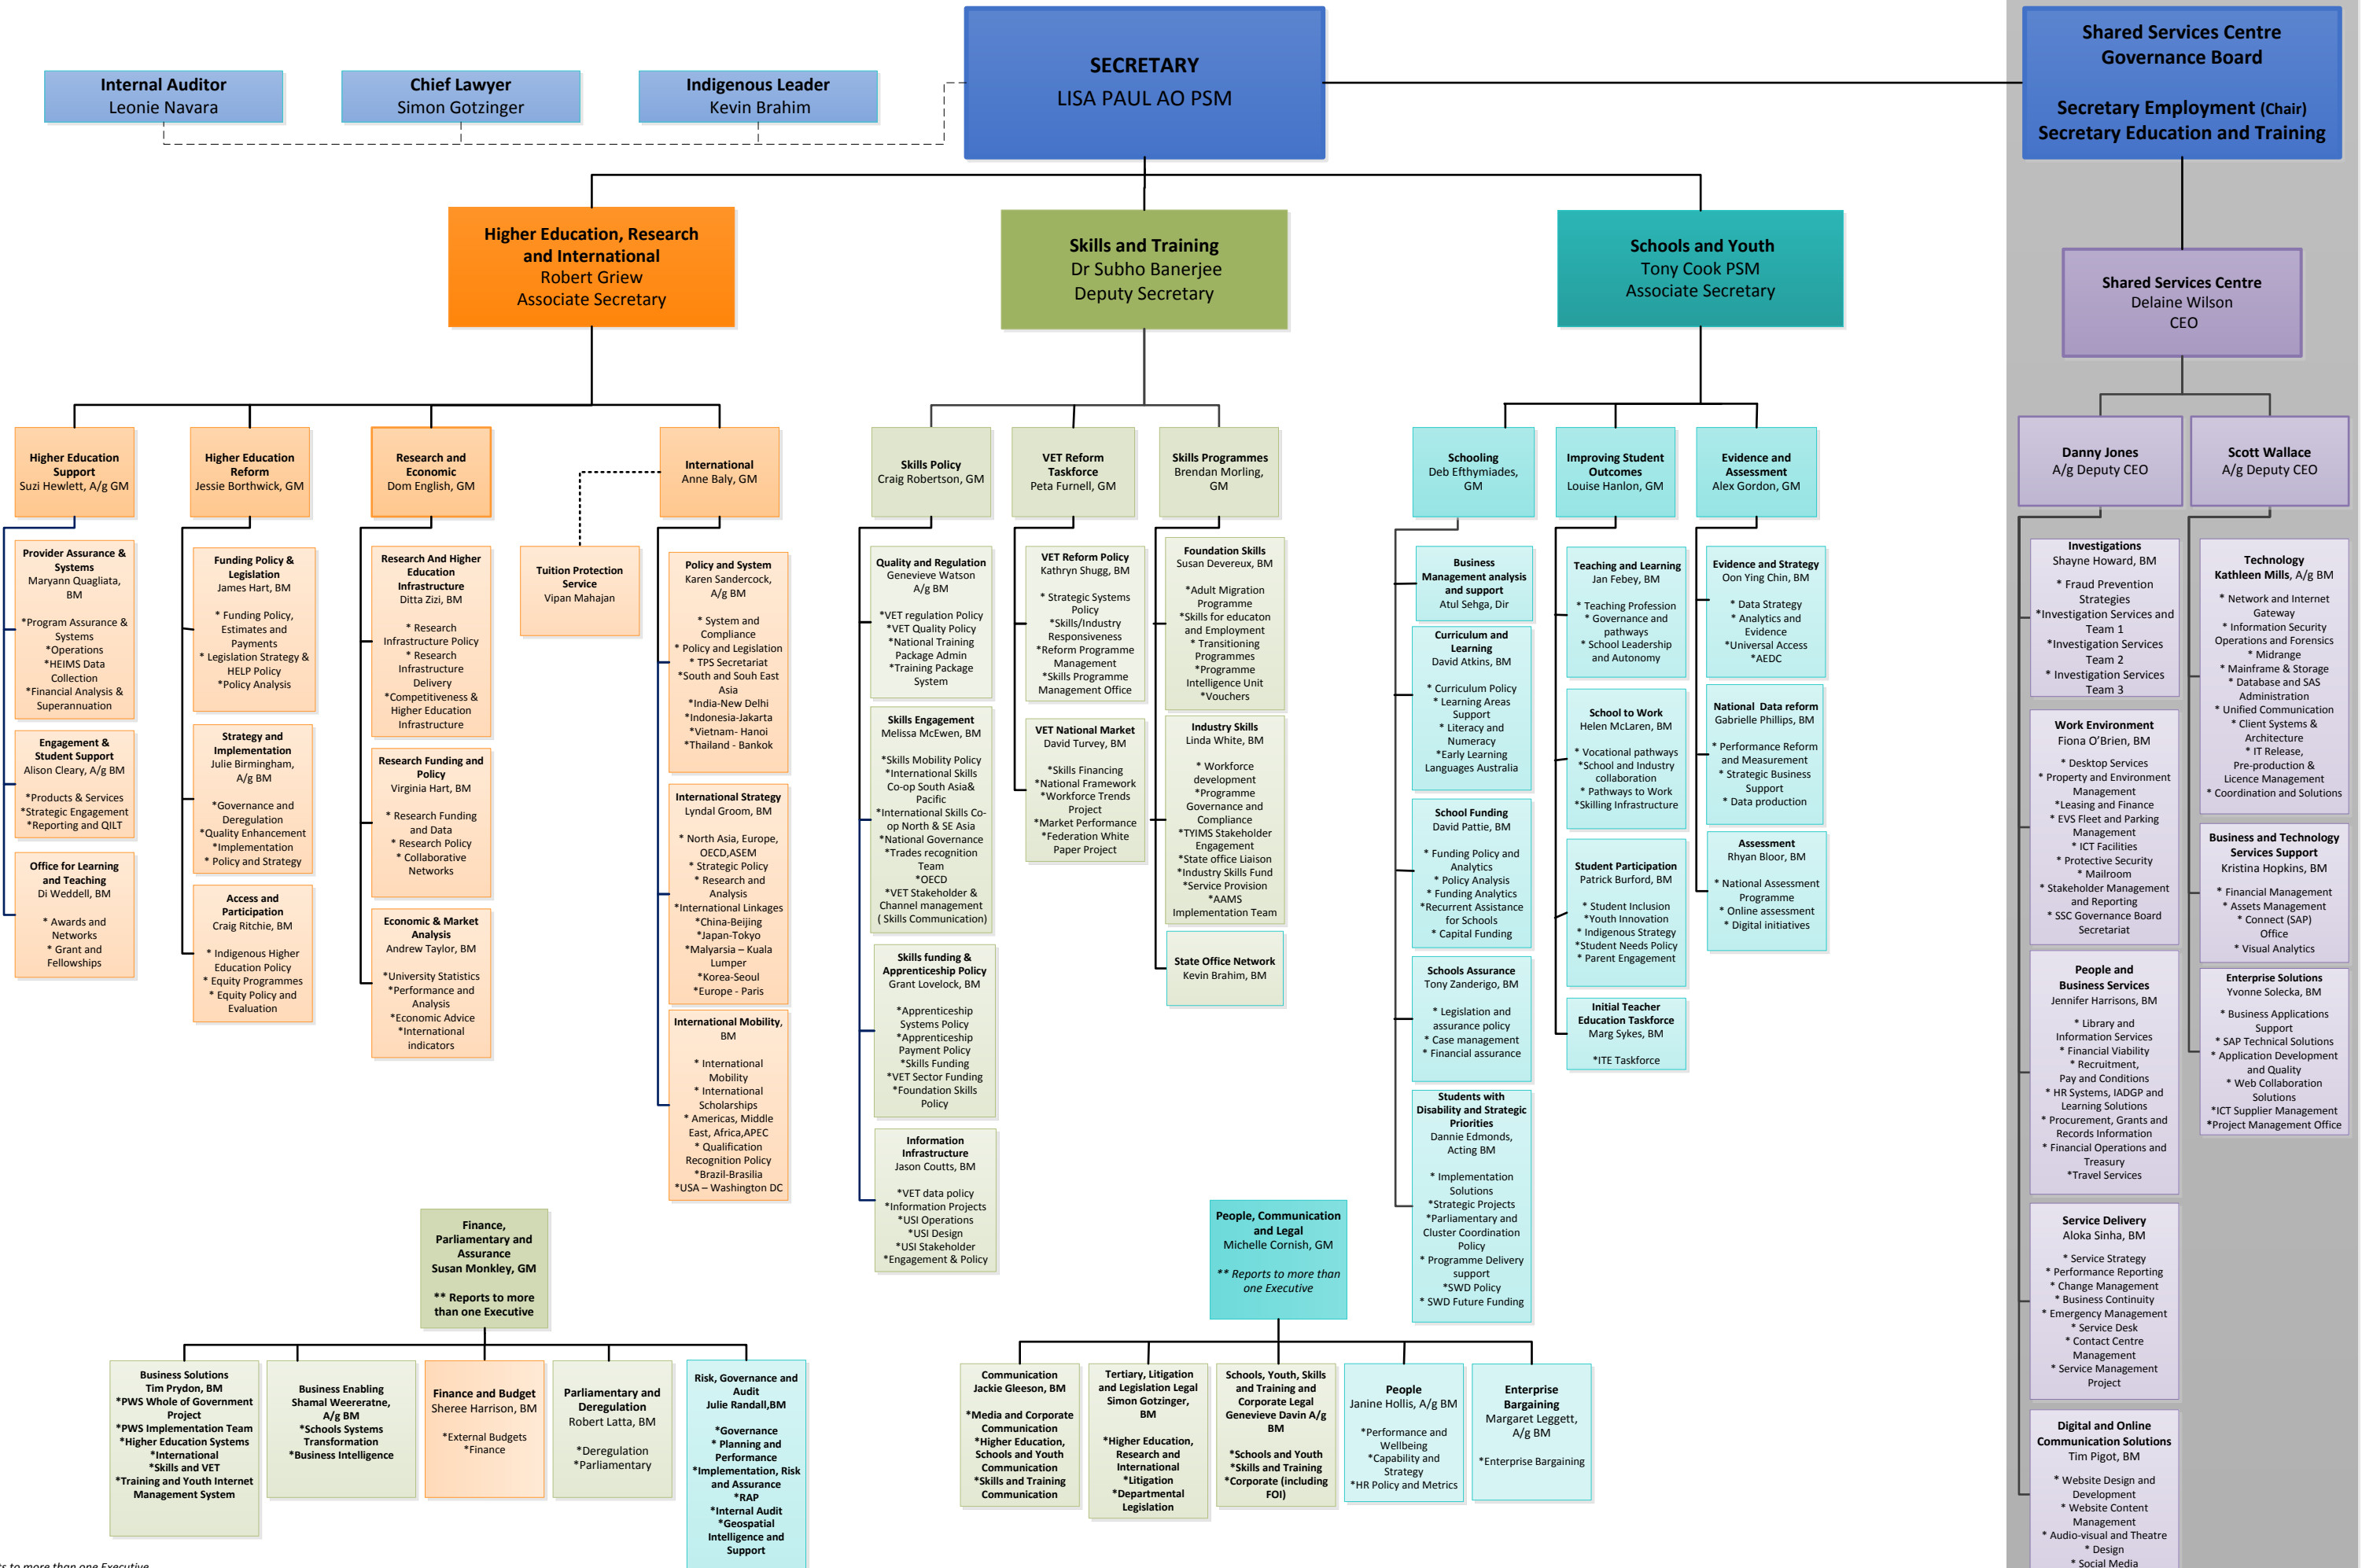 SECRETARY
LISA PAUL AO PSM
Shared Services Centre
Governance Board
Secretary Employment (Chair)
Secretary Education and Training
Internal Auditor
Leonie Navara
Chief Lawyer
Simon Gotzinger
Indigenous Leader
Kevin Brahim
Higher Education, Research
and International
Robert Griew
Associate Secretary
Skills and Training
Dr Subho Banerjee
Deputy Secretary
Schools and Youth
Tony Cook PSM
Associate Secretary
Shared Services Centre
Delaine Wilson
CEO
Higher Education
Support
Suzi Hewlett, A/g GM
Provider Assurance &
Systems
Maryann Quagliata,
BM
*Program Assurance &
Systems
*Operations
*HEIMS Data
Collection
*Financial Analysis &
Superannuation
Engagement &
Student Support
Alison Cleary, A/g BM
*Products & Services
*Strategic Engagement
*Reporting and QILT
Office for Learning
and Teaching
Di Weddell, BM
* Awards and
Networks
* Grant and
Fellowships
Higher Education
Reform
Jessie Borthwick, GM
Funding Policy &
Legislation
James Hart, BM
* Funding Policy,
Estimates and
Payments
* Legislation Strategy &
HELP Policy
*Policy Analysis
Strategy and
Implementation
Julie Birmingham,
A/g BM
*Governance and
Deregulation
*Quality Enhancement
*Implementation
* Policy and Strategy
Access and
Participation
Craig Ritchie, BM
* Indigenous Higher
Education Policy
* Equity Programmes
* Equity Policy and
Evaluation
Research and
Economic
Dom English, GM
Research And Higher
Education
Infrastructure
Ditta Zizi, BM
* Research
Infrastructure Policy
* Research
Infrastructure
Delivery
*Competitiveness &
Higher Education
Infrastructure
Research Funding and
Policy
Virginia Hart, BM
* Research Funding
and Data
* Research Policy
* Collaborative
Networks
Economic & Market
Analysis
Andrew Taylor, BM
*University Statistics
*Performance and
Analysis
*Economic Advice
*International
indicators
International
Anne Baly, GM
Tuition Protection
Service
Vipan Mahajan
Policy and System
Karen Sandercock,
A/g BM
* System and
Compliance
* Policy and Legislation
* TPS Secretariat
*South and Souh East
Asia
*India-New Delhi
*Indonesia-Jakarta
*Vietnam- Hanoi
*Thailand - Bankok
International Strategy
Lyndal Groom, BM
* North Asia, Europe,
OECD,ASEM
* Strategic Policy
* Research and
Analysis
*International Linkages
*China-Beijing
*Japan-Tokyo
*Malyarsia – Kuala
Lumper
*Korea-Seoul
*Europe - Paris
International Mobility,
BM
* International
Mobility
* International
Scholarships
* Americas, Middle
East, Africa,APEC
* Qualification
Recognition Policy
*Brazil-Brasilia
*USA – Washington DC
Skills Policy
Craig Robertson, GM
Quality and Regulation
Genevieve Watson
A/g BM
*VET regulation Policy
*VET Quality Policy
*National Training
Package Admin
*Training Package
System
Skills Engagement
Melissa McEwen, BM
*Skills Mobility Policy
*International Skills
Co-op South Asia&
Pacific
*International Skills Co-
op North & SE Asia
*National Governance
*Trades recognition
Team
*OECD
*VET Stakeholder &
Channel management
( Skills Communication)
Skills funding &
Apprenticeship Policy
Grant Lovelock, BM
*Apprenticeship
Systems Policy
*Apprenticeship
Payment Policy
*Skills Funding
*VET Sector Funding
*Foundation Skills
Policy
Information
Infrastructure
Jason Coutts, BM
*VET data policy
*Information Projects
*USI Operations
*USI Design
*USI Stakeholder
*Engagement & Policy
VET Reform
Taskforce
Peta Furnell, GM
VET Reform Policy
Kathryn Shugg, BM
* Strategic Systems
Policy
*Skills/Industry
Responsiveness
*Reform Programme
Management
*Skills Programme
Management Office
VET National Market
David Turvey, BM
*Skills Financing
*National Framework
*Workforce Trends
Project
*Market Performance
*Federation White
Paper Project
Skills Programmes
Brendan Morling,
GM
Foundation Skills
Susan Devereux, BM
*Adult Migration
Programme
*Skills for educaton
and Employment
* Transitioning
Programmes
*Programme
Intelligence Unit
*Vouchers
Industry Skills
Linda White, BM
* Workforce
development
*Programme
Governance and
Compliance
*TYIMS Stakeholder
Engagement
*State office Liaison
*Industry Skills Fund
*Service Provision
*AAMS
Implementation Team
State Office Network
Kevin Brahim, BM
Schooling
Deb Efthymiades,
GM
Business
Management analysis
and support
Atul Sehga, Dir
Curriculum and
Learning
David Atkins, BM
* Curriculum Policy
* Learning Areas
Support
* Literacy and
Numeracy
*Early Learning
Languages Australia
School Funding
David Pattie, BM
* Funding Policy and
Analytics
* Policy Analysis
* Funding Analytics
*Recurrent Assistance
for Schools
* Capital Funding
Schools Assurance
Tony Zanderigo, BM
* Legislation and
assurance policy
* Case management
* Financial assurance
Students with
Disability and Strategic
Priorities
Dannie Edmonds,
Acting BM
* Implementation
Solutions
*Strategic Projects
*Parliamentary and
Cluster Coordination
Policy
* Programme Delivery
support
*SWD Policy
* SWD Future Funding
Improving Student
Outcomes
Louise Hanlon, GM
Teaching and Learning
Jan Febey, BM
* Teaching Profession
* Governance and
pathways
* School Leadership
and Autonomy
School to Work
Helen McLaren, BM
* Vocational pathways
*School and Industry
collaboration
* Pathways to Work
*Skilling Infrastructure
Student Participation
Patrick Burford, BM
* Student Inclusion
*Youth Innovation
* Indigenous Strategy
*Student Needs Policy
* Parent Engagement
Initial Teacher
Education Taskforce
Marg Sykes, BM
*ITE Taskforce
Evidence and
Assessment
Alex Gordon, GM
Evidence and Strategy
Oon Ying Chin, BM
* Data Strategy
* Analytics and
Evidence
*Universal Access
*AEDC
National Data reform
Gabrielle Phillips, BM
* Performance Reform
and Measurement
* Strategic Business
Support
* Data production
Assessment
Rhyan Bloor, BM
* National Assessment
Programme
* Online assessment
* Digital initiatives
Danny Jones
A/g Deputy CEO
Investigations
Shayne Howard, BM
* Fraud Prevention
Strategies
*Investigation Services and
Team 1
*Investigation Services
Team 2
* Investigation Services
Team 3
Work Environment
Fiona O’Brien, BM
* Desktop Services
* Property and Environment
Management
*Leasing and Finance
* EVS Fleet and Parking
Management
* ICT Facilities
* Protective Security
* Mailroom
* Stakeholder Management
and Reporting
* SSC Governance Board
Secretariat
People and
Business Services
Jennifer Harrisons, BM
* Library and
Information Services
* Financial Viability
* Recruitment,
Pay and Conditions
* HR Systems, IADGP and
Learning Solutions
* Procurement, Grants and
Records Information
* Financial Operations and
Treasury
*Travel Services
Service Delivery
Aloka Sinha, BM
* Service Strategy
* Performance Reporting
* Change Management
* Business Continuity
* Emergency Management
* Service Desk
* Contact Centre
Management
* Service Management
Project
Digital and Online
Communication Solutions
Tim Pigot, BM
* Website Design and
Development
* Website Content
Management
* Audio-visual and Theatre
* Design
* Social Media
Scott Wallace
A/g Deputy CEO
Technology
Kathleen Mills, A/g BM
* Network and Internet
Gateway
* Information Security
Operations and Forensics
* Midrange
* Mainframe & Storage
* Database and SAS
Administration
* Unified Communication
* Client Systems &
Architecture
* IT Release,
Pre-production &
Licence Management
* Coordination and Solutions
Business and Technology
Services Support
Kristina Hopkins, BM
* Financial Management
* Assets Management
* Connect (SAP)
Office
* Visual Analytics
Enterprise Solutions
Yvonne Solecka, BM
* Business Applications
Support
* SAP Technical Solutions
* Application Development
and Quality
* Web Collaboration
Solutions
*ICT Supplier Management
*Project Management Office
Finance,
Parliamentary and
Assurance
Susan Monkley, GM
** Reports to more
than one Executive
Business Solutions
Tim Prydon, BM
*PWS Whole of Government
Project
*PWS Implementation Team
*Higher Education Systems
*International
*Skills and VET
*Training and Youth Internet
Management System
Business Enabling
Shamal Weereratne,
A/g BM
*Schools Systems
Transformation
*Business Intelligence
Finance and Budget
Sheree Harrison, BM
*External Budgets
*Finance
Parliamentary and
Deregulation
Robert Latta, BM
*Deregulation
*Parliamentary
Risk, Governance and
Audit
Julie Randall,BM
*Governance
* Planning and
Performance
*Implementation, Risk
and Assurance
*RAP
*Internal Audit
*Geospatial
Intelligence and
Support
People, Communication
and Legal
Michelle Cornish, GM
** Reports to more than
one Executive
Communication
Jackie Gleeson, BM
*Media and Corporate
Communication
*Higher Education,
Schools and Youth
Communication
*Skills and Training
Communication
Tertiary, Litigation
and Legislation Legal
Simon Gotzinger,
BM
*Higher Education,
Research and
International
*Litigation
*Departmental
Legislation
Schools, Youth, Skills
and Training and
Corporate Legal
Genevieve Davin A/g
BM
*Schools and Youth
*Skills and Training
*Corporate (including
FOI)
People
Janine Hollis, A/g BM
*Performance and
Wellbeing
*Capability and
Strategy
*HR Policy and Metrics
Enterprise
Bargaining
Margaret Leggett,
A/g BM
*Enterprise Bargaining
to more than one Executive